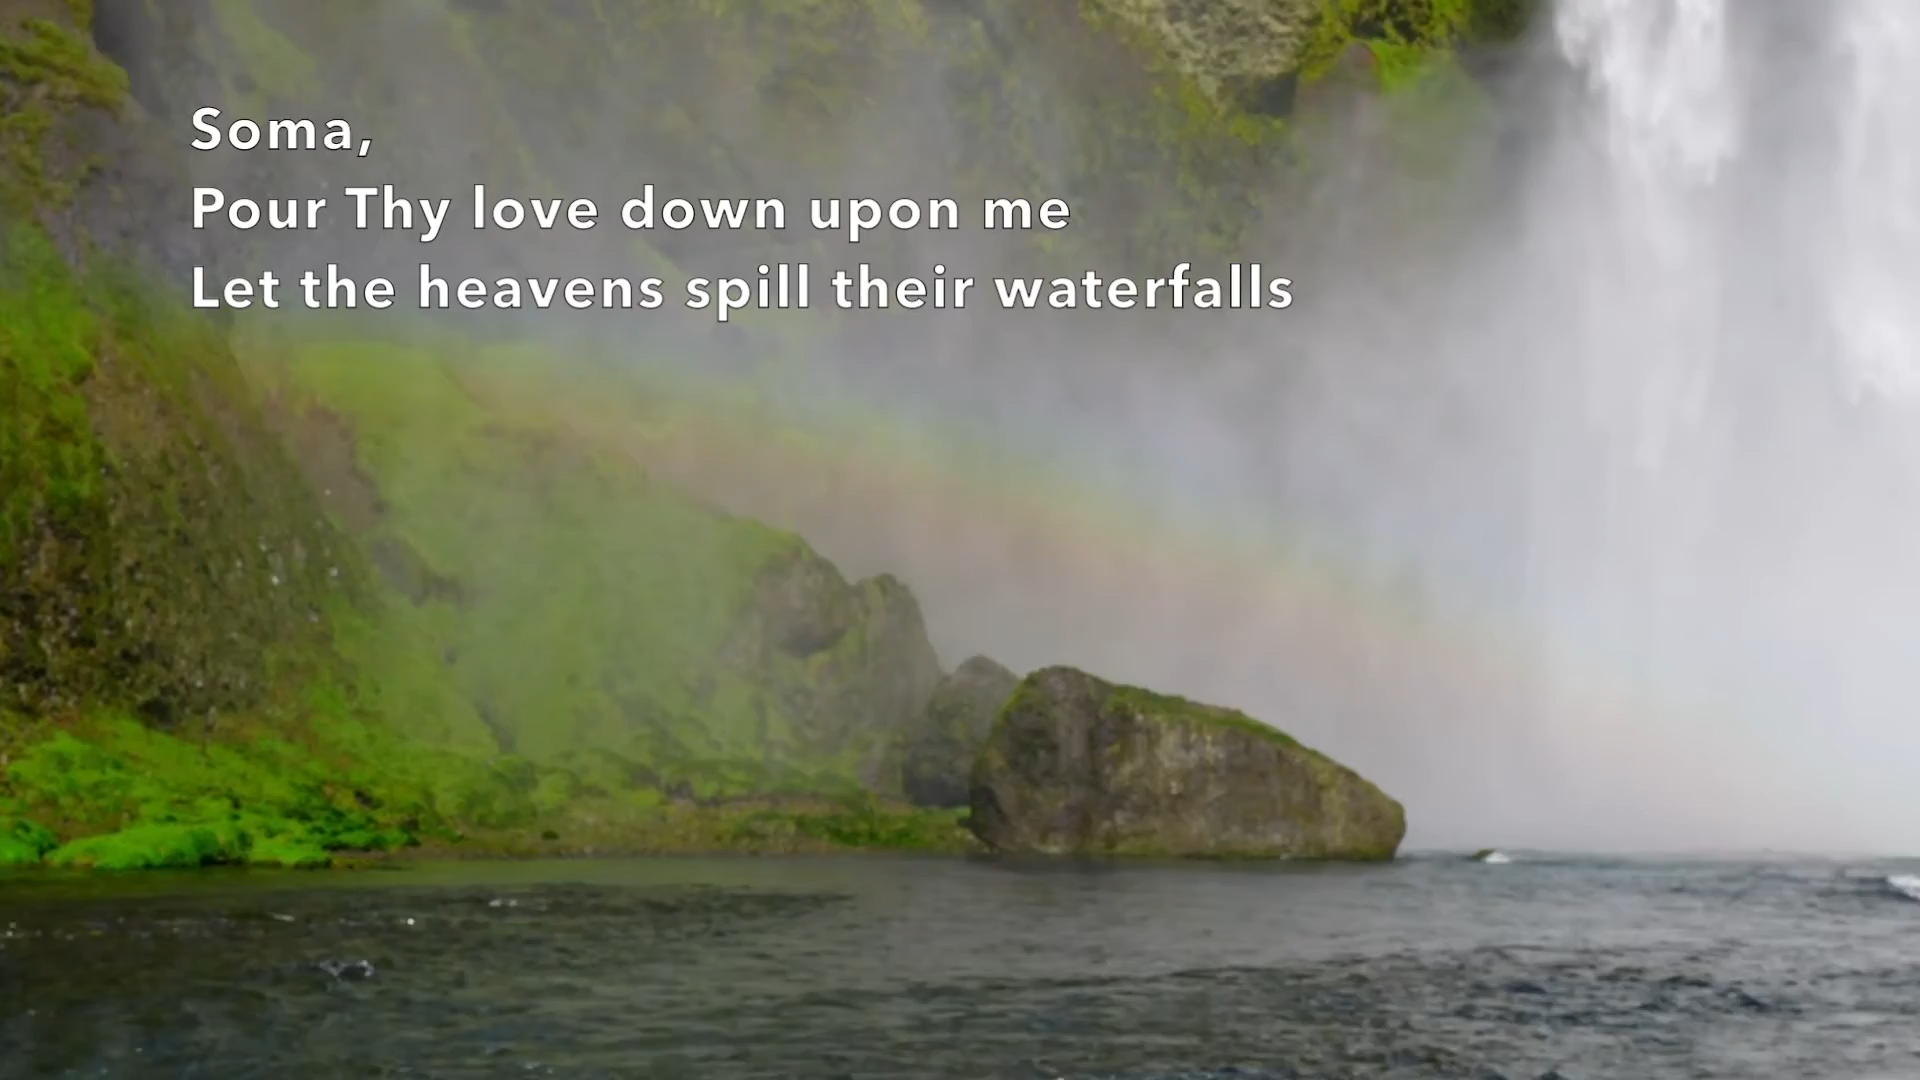 Soma,
Pour Thy love down upon me
Let the heavens spill their waterfalls